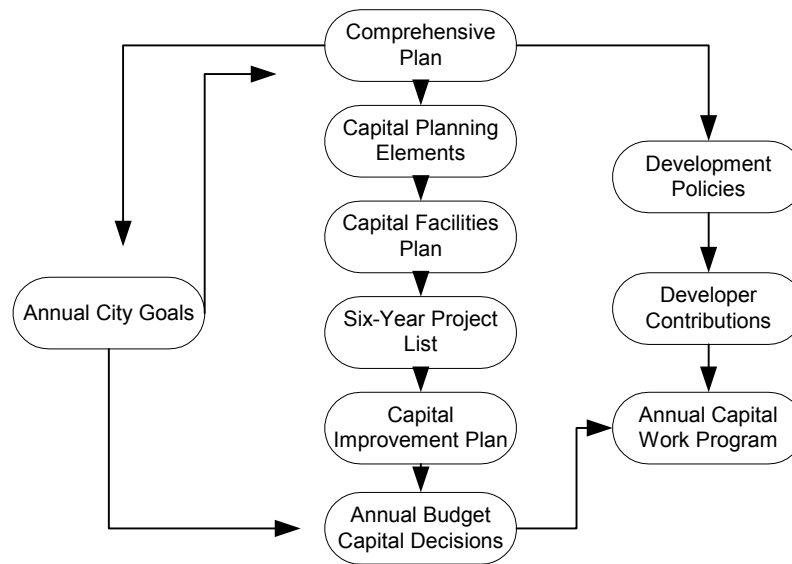 Comprehensive
Plan
Capital Planning
Elements
Development
Policies
Capital Facilities
Plan
Annual City Goals
Six-Year Project
List
Developer
Contributions
Capital
Improvement Plan
Annual Capital
Work Program
Annual Budget
Capital Decisions